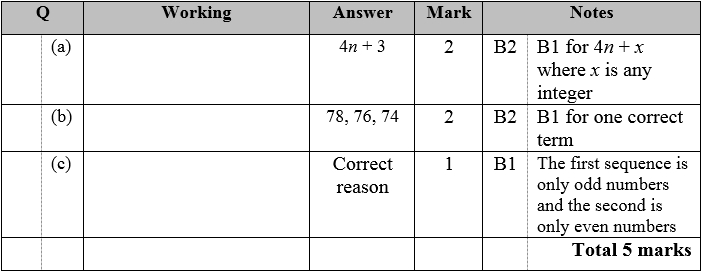 Q Working Answer Mark Notes
(a) 4n + 3 2 B2 B1 for 4n + x
where x is any
integer
(b) 78, 76, 74 2 B2 B1 for one correct
term
(c) Correct 1 B1 The first sequence is
reason only odd numbers
and the second is
only even numbers
Total 5 marks